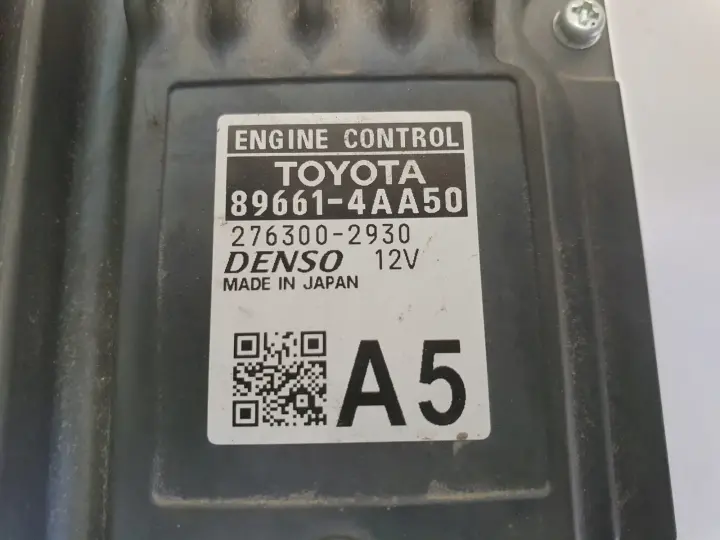 ENGINE CONTROL
TOYOTA
89661-4AA50
276300-2930
DENSO 12V
MADE IN JAPAN
A5